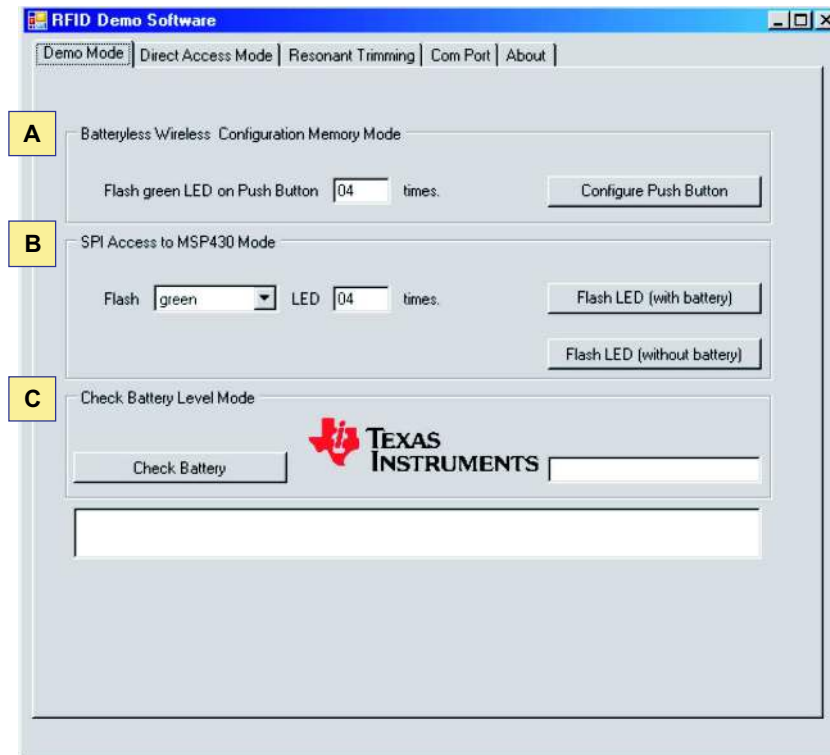 RFID Demo Software
Demo Mode Direct Access Mode Resonant Trimming Com Port About
A
Batteryless Wireless Configuration Memory Mode
Flash green LED on Push Button 04 times. Configure Push Button
B
SPI Access to MSP430 Mode
Flash green LED 04 times. Flash LED (with battery)
Flash LED (without battery)
C
Check Battery Level Mode
Check Battery
TEXAS
INSTRUMENTS